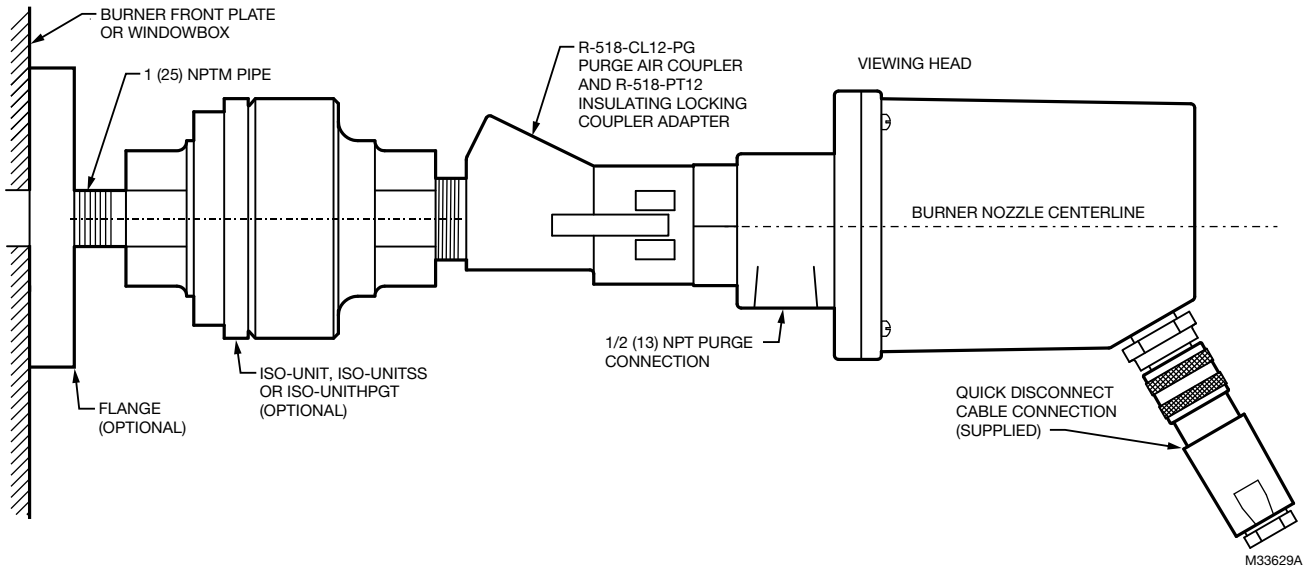 BURNER FRONT PLATE
OR WINDOWBOX
1 (25) NPTM PIPE
R-518-CL12-PG
PURGE AIR COUPLER
AND R-518-PT12
INSULATING LOCKING
COUPLER ADAPTER
VIEWING HEAD
BURNER NOZZLE CENTERLINE
1/2 (13) NPT PURGE
CONNECTION
ISO-UNIT, ISO-UNITSS
OR ISO-UNITHPGT
(OPTIONAL)
FLANGE
(OPTIONAL)
QUICK DISCONNECT
CABLE CONNECTION
(SUPPLIED)
M33629A